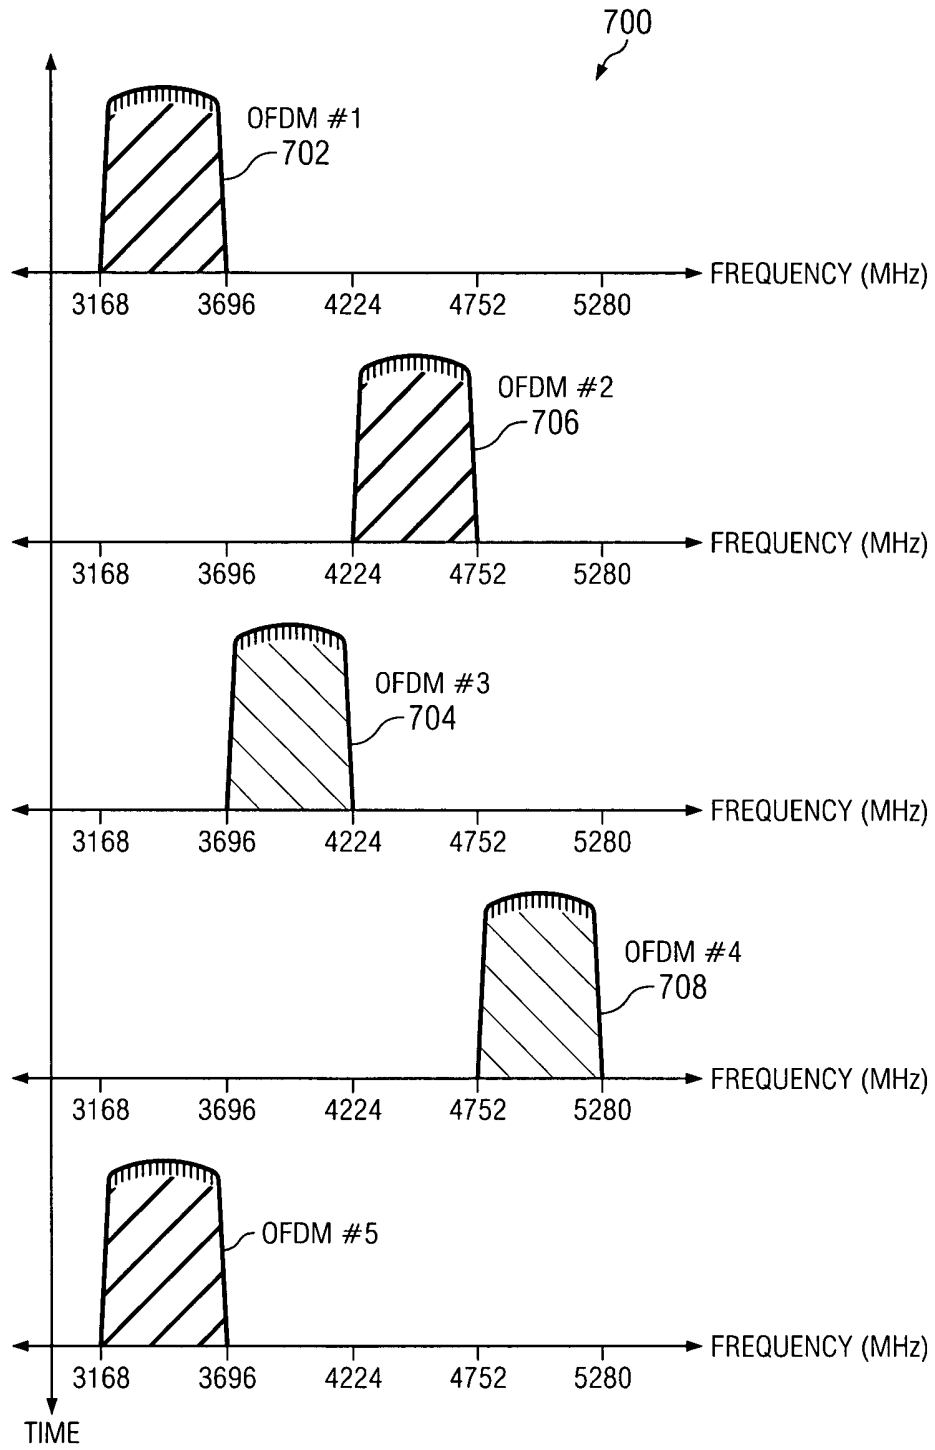 700
OFDM #1
702
FREQUENCY (MHz)
3168 3696 4224 4752 5280
OFDM #2
706
FREQUENCY (MHz)
3168 3696 4224 4752 5280
OFDM #3
704
FREQUENCY (MHz)
3168 3696 4224 4752 5280
OFDM #4
708
FREQUENCY (MHz)
3168 3696 4224 4752 5280
OFDM #5
FREQUENCY (MHz)
3168 3696 4224 4752 5280
TIME